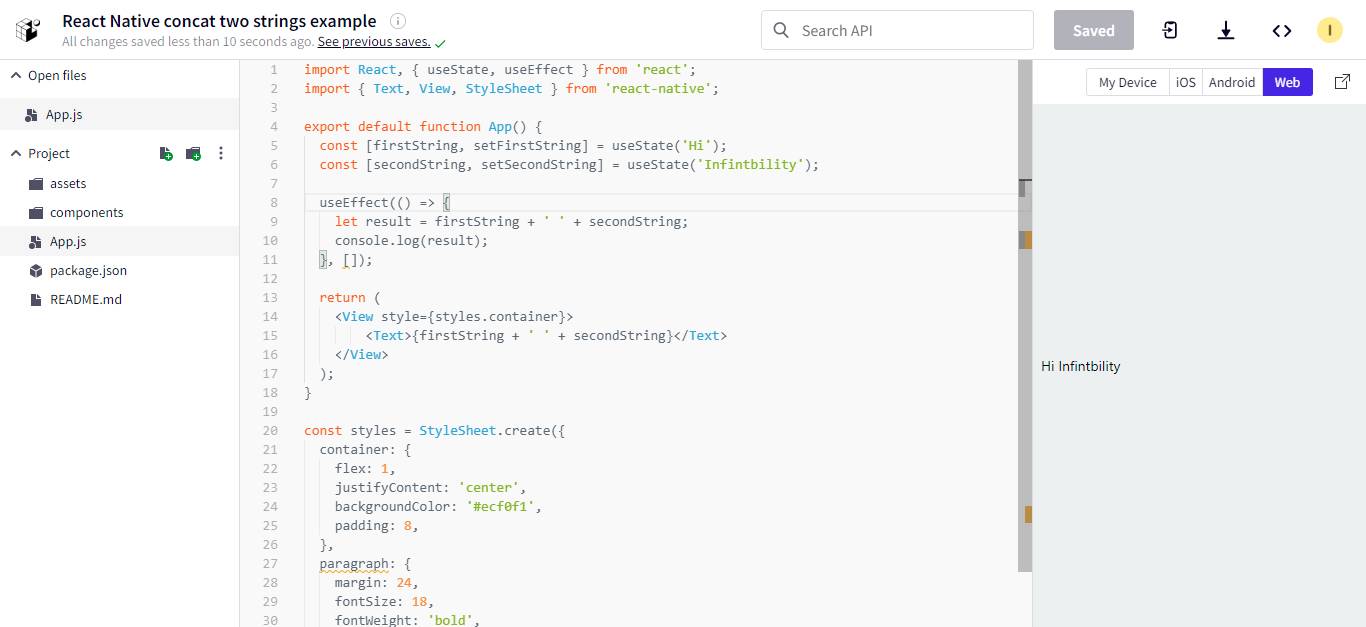 React Native concat two strings example
All changes saved less than 10 seconds ago. See previous saves.
Search API
Saved
I
Open files
App.js
Project
assets
components
App.js
package.json
README.md
1 import React, { useState, useEffect } from 'react';
2 import { Text, View, StyleSheet } from 'react-native';
3
4 export default function App() {
5 const [firstString, setFirstString] = useState('Hi');
6 const [secondString, setSecondString] = useState('Infintbility');
7
8 useEffect(() => {
9 let result = firstString + ' ' + secondString;
10 console.log(result);
11 }, []);
12
13 return (
14 <View style={styles.container}>
15 <Text>{firstString + ' ' + secondString}</Text>
16 </View>
17 );
18 }
19
20 const styles = StyleSheet.create({
21 container: {
22 flex: 1,
23 justifyContent: 'center',
24 backgroundColor: '#ecf0f1',
25 padding: 8,
26 },
27 paragraph: {
28 margin: 24,
29 fontSize: 18,
30 fontWeight: 'bold',
My Device iOS Android Web
Hi Infintbility